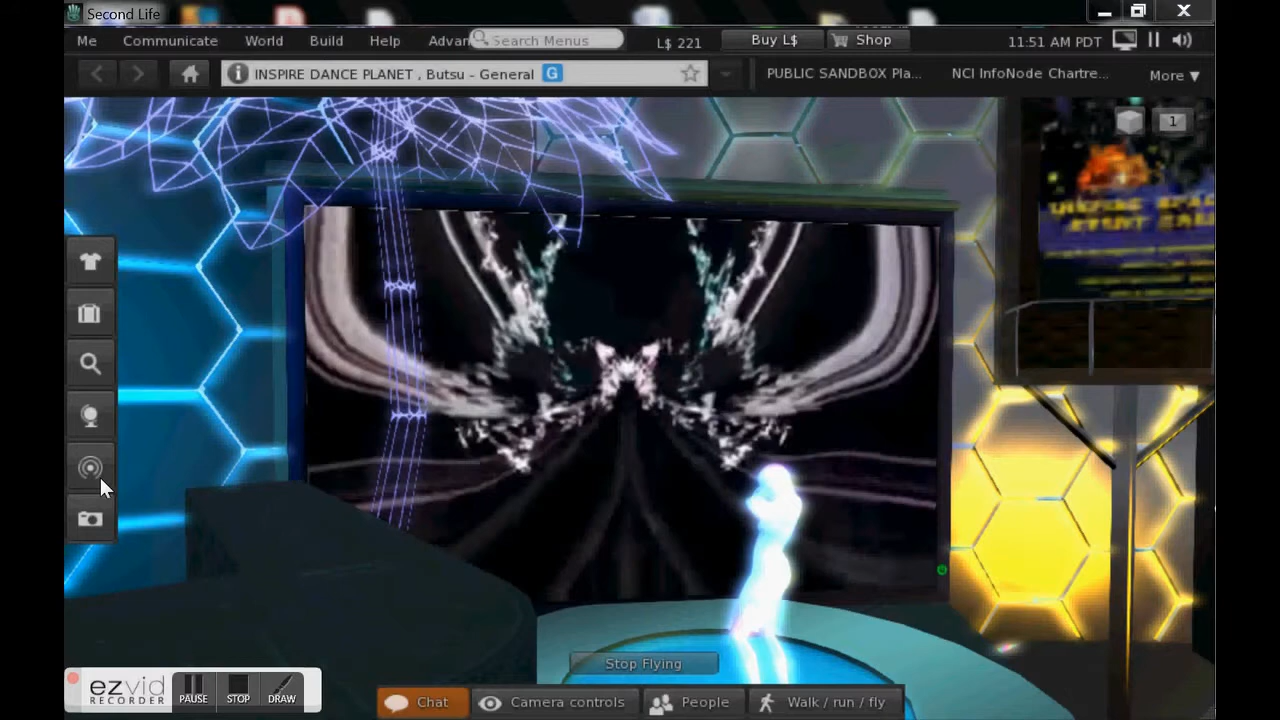 Second Life
Me Communicate World Build Help Advan Search Menus L$ 221 Buy L$ Shop 11:51 AM PDT
INSPIRE DANCE PLANET , Butsu - General G PUBLIC SANDBOX Pla... NCI InfoNode Chartre... More ▼
1
Stop Flying
ezvid
RECORDER
PAUSE STOP DRAW
Chat Camera controls People Walk / run / fly